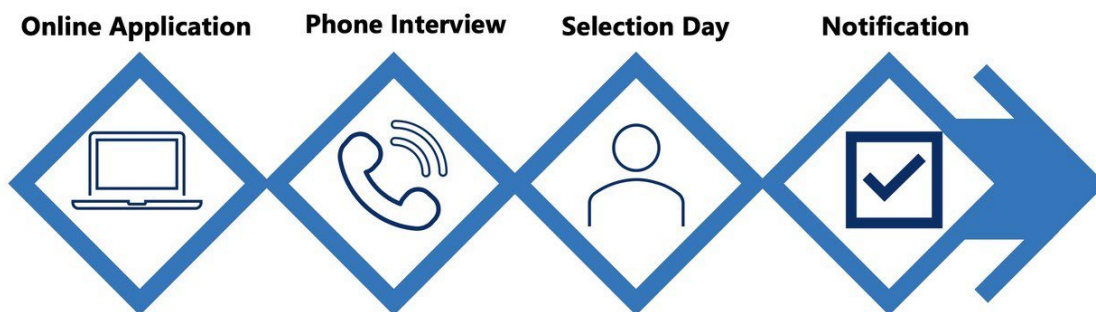 Online Application
Phone Interview
Selection Day
Notification